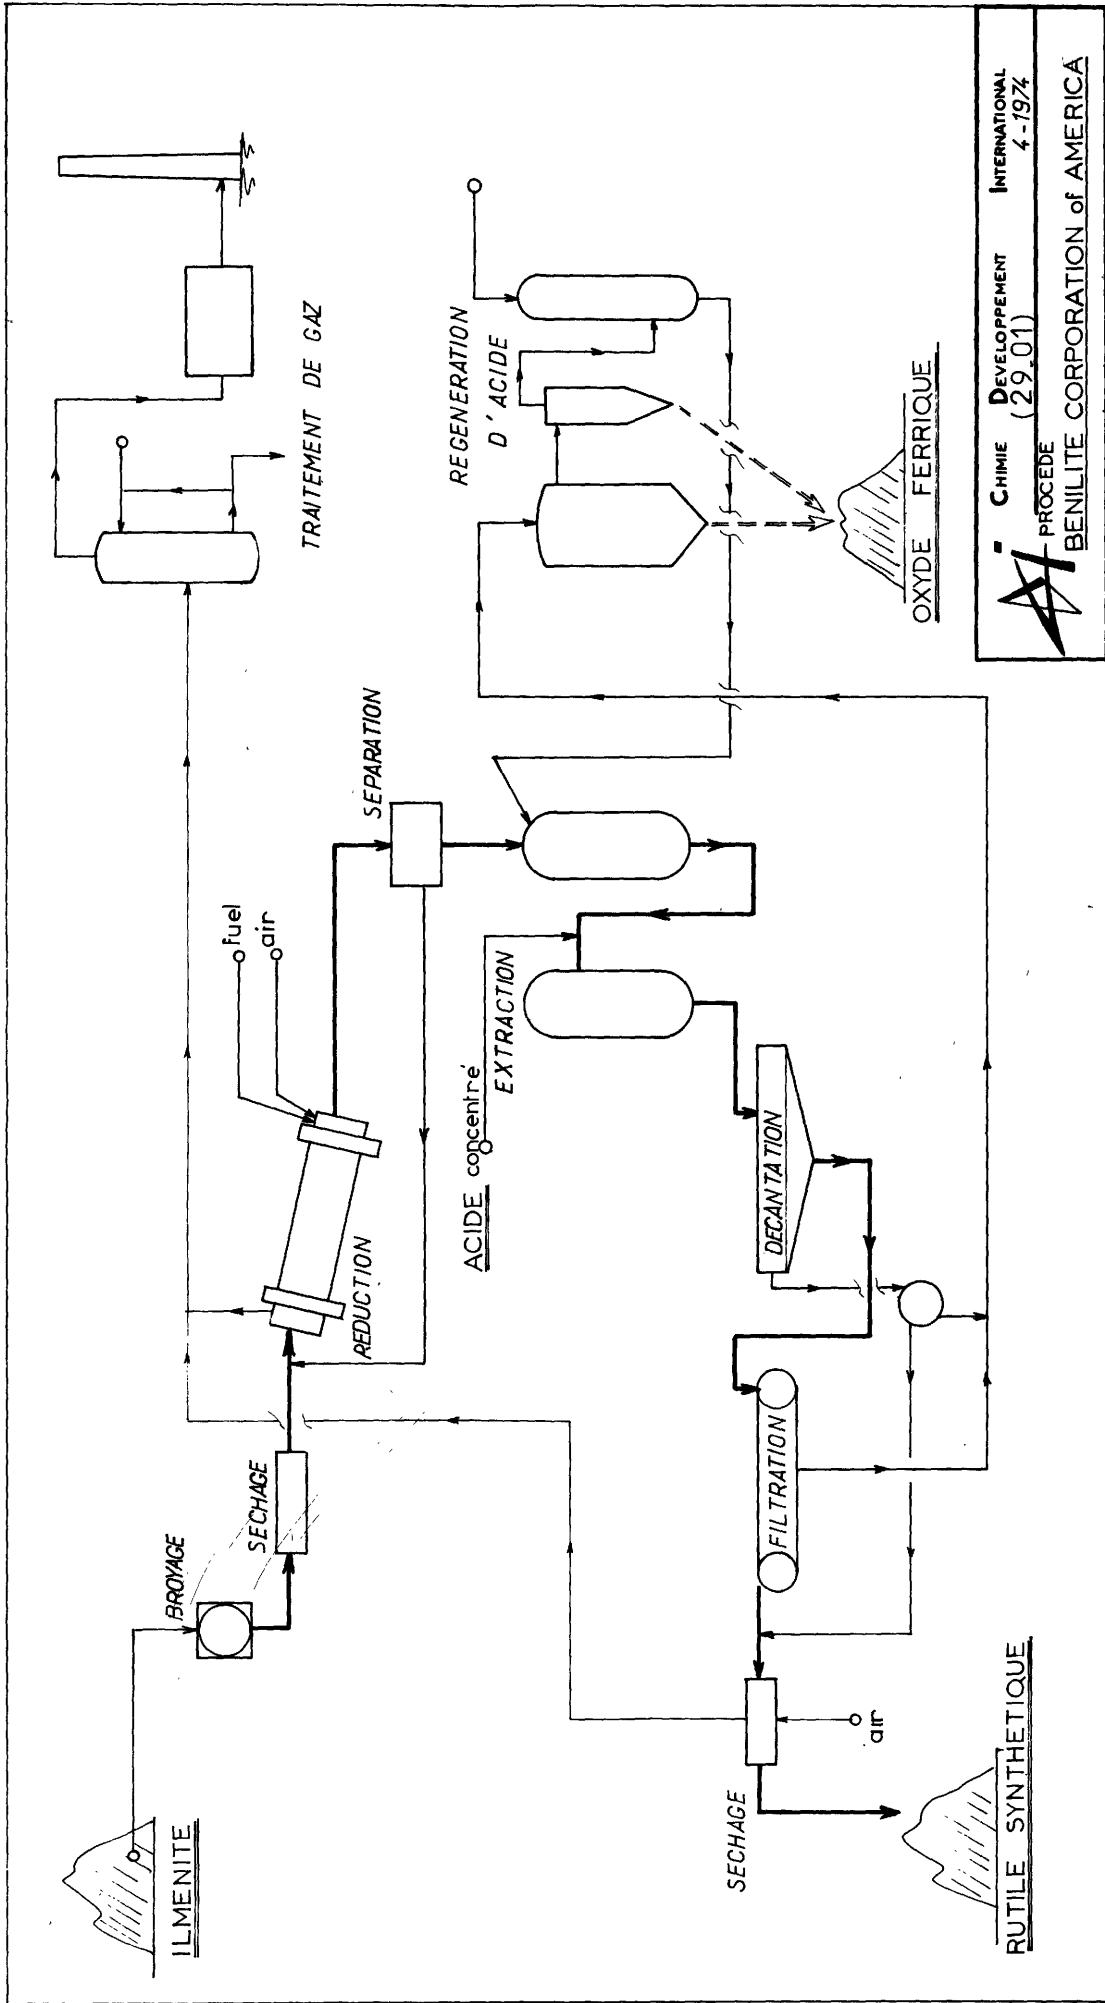 ILMENITE
BROYAGE
SECHAGE
REDUCTION
fuel
air
SEPARATION
TRAITEMENT DE GAZ
ACIDE concentré
EXTRACTION
REGENERATION
D'ACIDE
DECANTATION
FILTRATION
SECHAGE
air
RUTILE SYNTHETIQUE
OXYDE FERRIQUE
CHIMIE DEVELOPPEMENT INTERNATIONAL
(29.01) 4-1974
PROCEDE
BENILITE CORPORATION of AMERICA